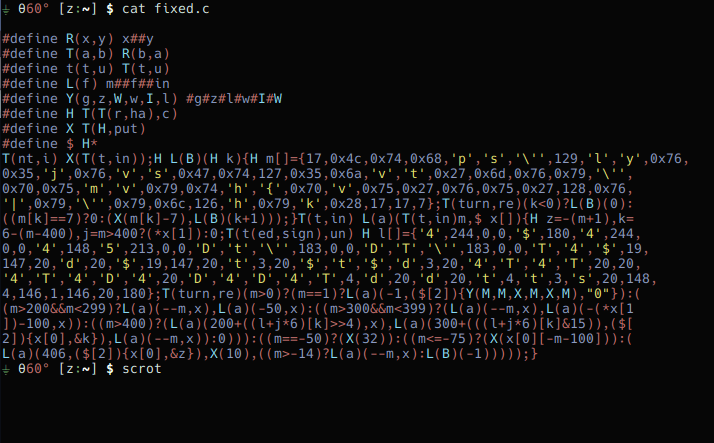 ⏚ θ60° [z:~] $ cat fixed.c
#define R(x,y) x##y
#define T(a,b) R(b,a)
#define t(t,u) T(t,u)
#define L(f) m##f##in
#define Y(g,z,W,w,I,l) #g#z#l#w#I#W
#define H T(T(r,ha),c)
#define X T(H,put)
#define $ H*
T(nt,i) X(T(t,in));H L(B)(H k){H m[]={17,0x4c,0x74,0x68,'p','s','\'',129,'l','y',0x76,
0x35,'j',0x76,'v','s',0x47,0x74,127,0x35,0x6a,'v','t',0x27,0x6d,0x76,0x79,'\'',
0x70,0x75,'m','v',0x79,0x74,'h','{',0x70,'v',0x75,0x27,0x76,0x75,0x27,128,0x76,
'|',0x79,'\'',0x79,0x6c,126,'h',0x79,'k',0x28,17,17,7};T(turn,re)(k<0)?L(B)(0):
((m[k]==7)?0:(X(m[k]-7),L(B)(k+1)));}T(t,in) L(a)(T(t,in)m,$ x[]){H z=-(m+1),k=
6-(m-400),j=m>400?(*x[1]):0;T(t(ed,sign),un) H l[]={'4',244,0,0,'$',180,'4',244,
0,0,'4',148,'5',213,0,0,'D','t','\'',183,0,0,'D','T','\'',183,0,0,'T','4','$',19,
147,20,'d',20,'$',19,147,20,'t',3,20,'$','t','$','d',3,20,'4','T','4','T',20,20,
'4','T','4','D','4',20,'D','4','D','4','T',4,'d',20,'d',20,'t',4,'t',3,'s',20,148,
4,146,1,146,20,180};T(turn,re)(m>0)?(m==1)?L(a)(-1,($[2]){Y(M,M,X,M,X,M),"0"}):(
(m>200&&m<299)?(L(a)(--m,x),L(a)(-50,x):((m>300&&m<399)?(L(a)(--m,x),L(a)(-(*x[1
])-100,x)):((m>400)?(L(a)(200+((l+j*6)[k]>>4),x),L(a)(300+(((l+j*6)[k]&15)),($[
2]){x[0],&k}),L(a)(--m,x)):0))):((m==-50)?(X(32)):((m<=-75)?(X(x[0][-m-100])):(
L(a)(406,($[2]){x[0],&z}),X(10),((m>-14)?L(a)(--m,x):L(B)(-1)))));}
⏚ θ60° [z:~] $ scrot